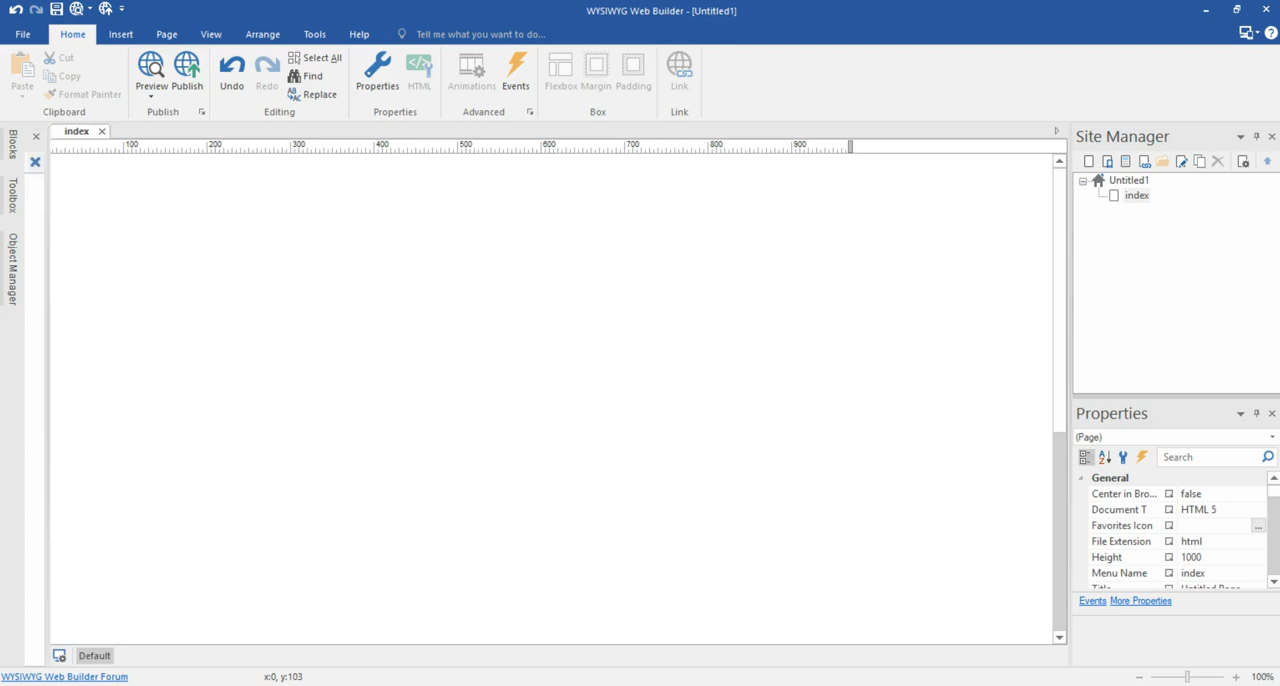 WYSIWYG Web Builder - [Untitled1]
File Home Insert Page View Arrange Tools Help Tell me what you want to do...
Paste
Cut
Copy
Format Painter
Clipboard
Preview Publish
Publish
Undo Redo
Select All
Find
Replace
Editing
Properties HTML
Properties
Animations Events
Advanced
Flexbox Margin Padding
Box
Link
Link
Blocks
Toolbox
Object Manager
index
100 200 300 400 500 600 700 800 900
Site Manager
Untitled1
index
Properties
(Page)
Search
General
Center in Bro... false
Document T HTML 5
Favorites Icon ...
File Extension html
Height 1000
Menu Name index
Title Untitled Page
Events More Properties
Default
WYSIWYG Web Builder Forum x:0, y:103 100%